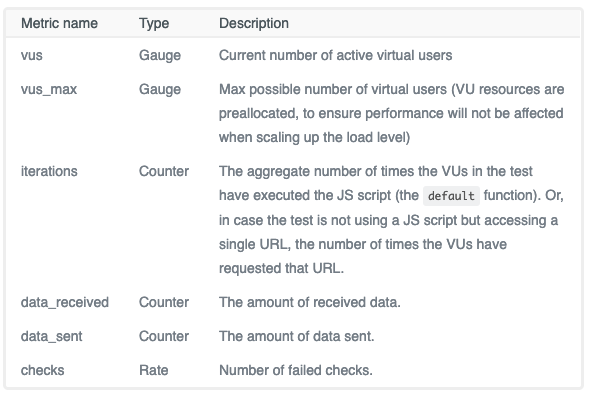 Metric name Type Description
vus Gauge Current number of active virtual users
vus_max Gauge Max possible number of virtual users (VU resources are
preallocated, to ensure performance will not be affected
when scaling up the load level)
iterations Counter The aggregate number of times the VUs in the test
have executed the JS script (the default function). Or,
in case the test is not using a JS script but accessing a
single URL, the number of times the VUs have
requested that URL.
data_received Counter The amount of received data.
data_sent Counter The amount of data sent.
checks Rate Number of failed checks.